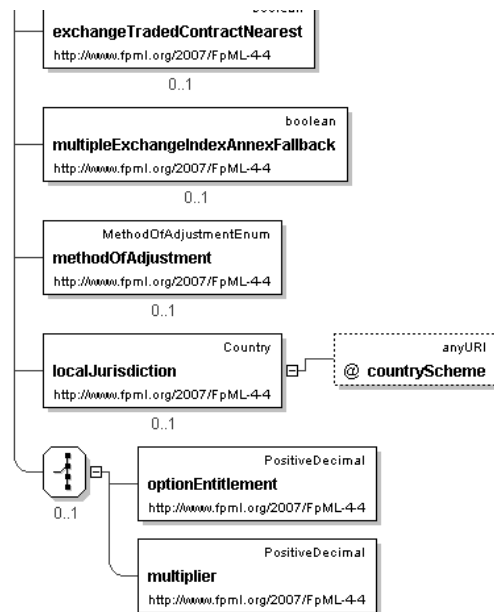 boolean
exchangeTradedContractNearest
http://www.fpml.org/2007/FpML-4-4
0..1
boolean
multipleExchangeIndexAnnexFallback
http://www.fpml.org/2007/FpML-4-4
0..1
MethodOfAdjustmentEnum
methodOfAdjustment
http://www.fpml.org/2007/FpML-4-4
0..1
Country
localJurisdiction
http://www.fpml.org/2007/FpML-4-4
0..1
anyURI
@ countryScheme
0..1
PositiveDecimal
optionEntitlement
http://www.fpml.org/2007/FpML-4-4
PositiveDecimal
multiplier
http://www.fpml.org/2007/FpML-4-4